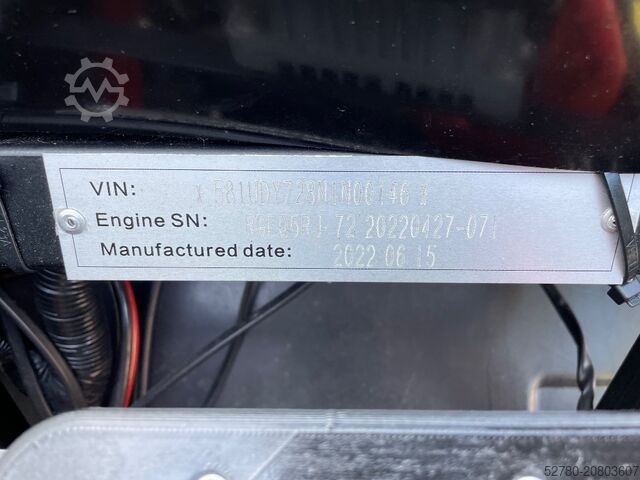 VIN:
Engine SN: 20220427-071
Manufactured date: 2022 06 15
52780-20803607